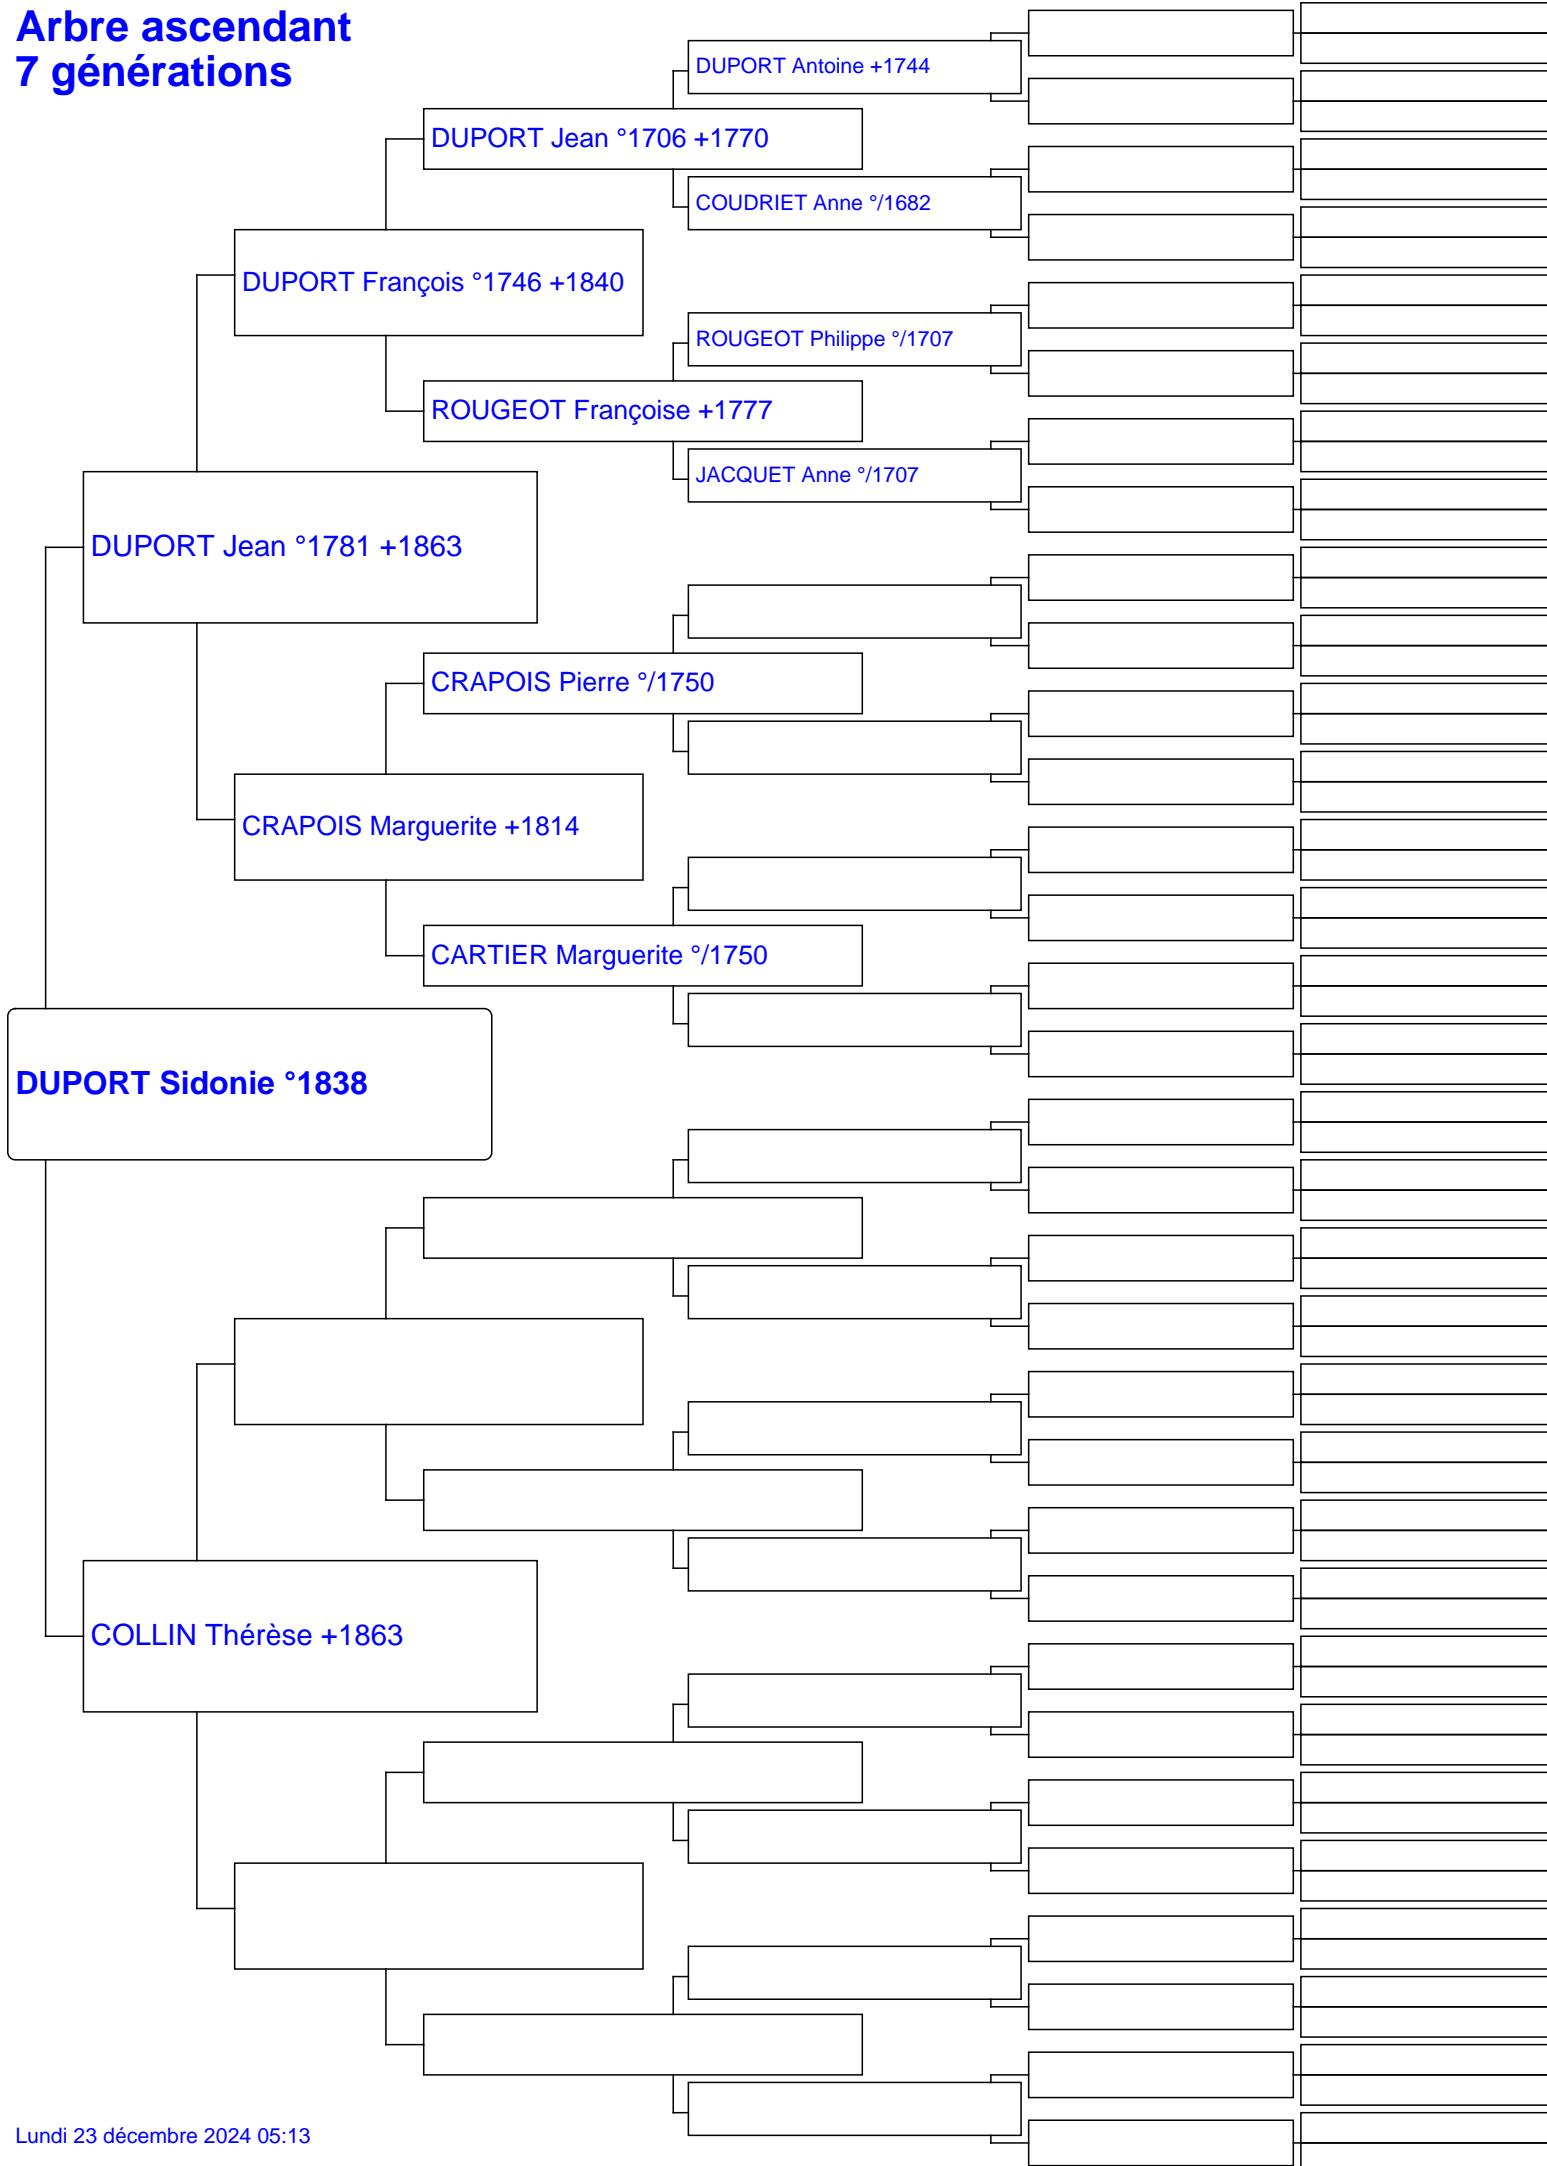 Arbre ascendant
7 générations
DUPORT Antoine +1744
DUPORT Jean °1706 +1770
COUDRIET Anne °/1682
DUPORT François °1746 +1840
ROUGEOT Philippe °/1707
ROUGEOT Françoise +1777
JACQUET Anne °/1707
DUPORT Jean °1781 +1863
CRAPOIS Pierre °/1750
CRAPOIS Marguerite +1814
CARTIER Marguerite °/1750
DUPORT Sidonie °1838
COLLIN Thérèse +1863
Lundi 23 décembre 2024 05:13